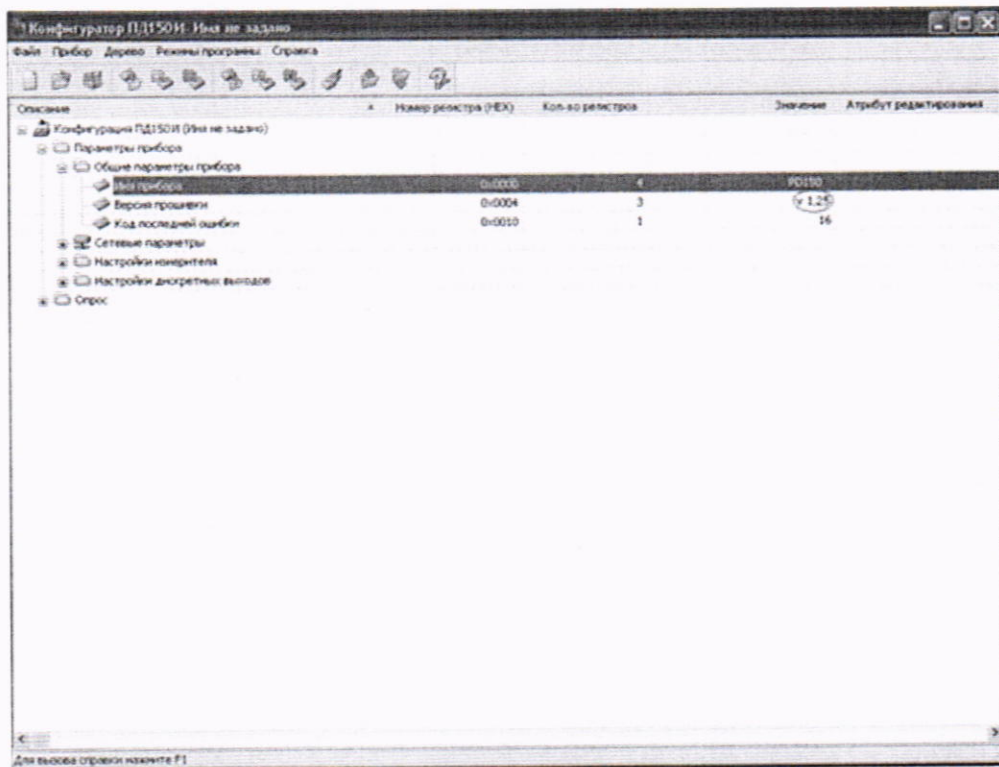 Конфигуратор ПД150И - Имя не задано
Файл Прибор Дерево Режимы программы Справка
Описание Номер регистра (HEX) Кол-во регистров Значение Атрибут редактирования
Конфигурация ПД150И (Имя не задано)
Параметры прибора
Общие параметры прибора
Имя прибора 0x0000 4 PD150
Версия прошивки 0x0004 3 v 1.25
Код последней ошибки 0x0010 1 16
Сетевые параметры
Настройки измерителя
Настройки дискретных выходов
Опрос
Для вызова справки нажмите F1